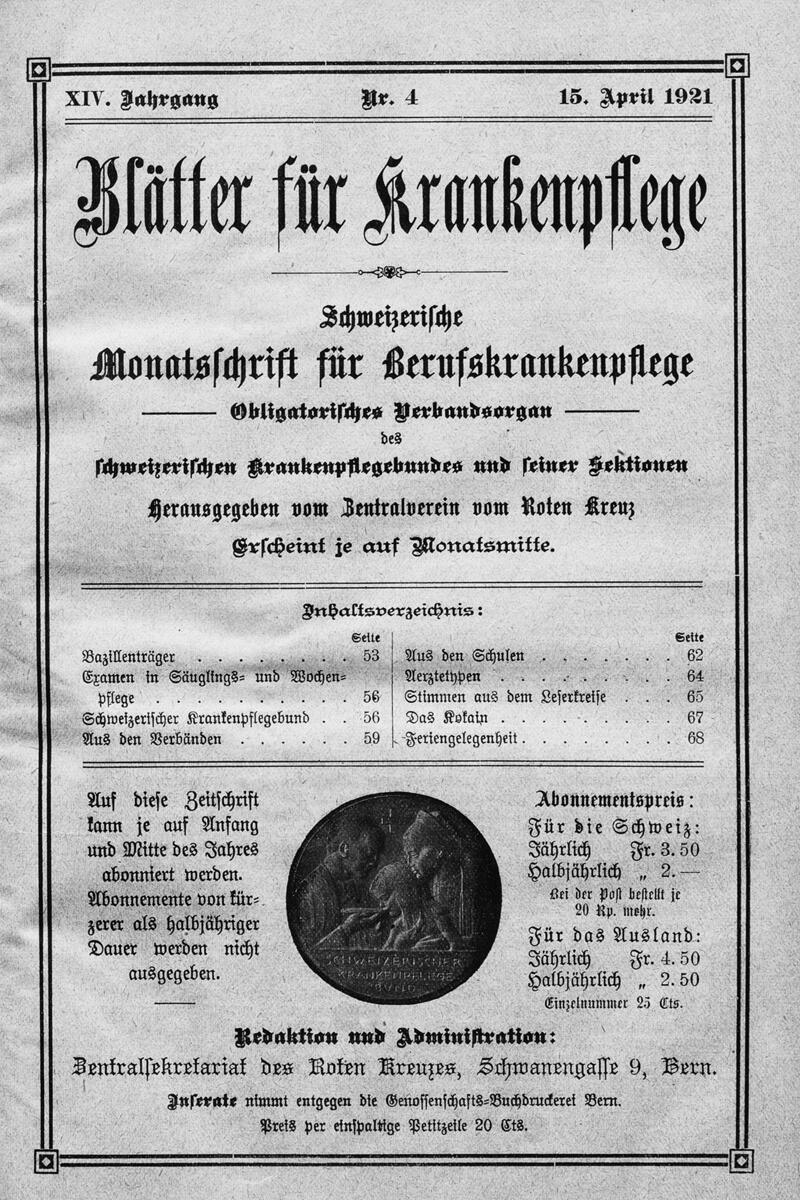 XIV. Jahrgang Nr. 4 15. April 1921
Blätter für Krankenpflege
Schweizerische
Monatsschrift für Berufskrankenpflege
Obligatorisches Verbandsorgan
des
schweizerischen Krankenpflegebundes und seiner Sektionen
Herausgegeben vom Zentralverein vom Roten Kreuz
Erscheint je auf Monatsmitte.
Inhaltsverzeichnis:
Seite
Bazillenträger . . . . . . . . 53
Examen in Säuglings- und Wochen-
pflege . . . . . . . . . . 56
Schweizerischer Krankenpflegebund . . 56
Aus den Verbänden . . . . . . 59
Seite
Aus den Schulen . . . . . . . 62
Aerztetypen . . . . . . . . . 64
Stimmen aus dem Leserkreise . . . 65
Das Kokain . . . . . . . . . 67
Feriengelegenheit . . . . . . . . 68
Auf diese Zeitschrift
kann je auf Anfang
und Mitte des Jahres
abonniert werden.
Abonnemente von kür-
zerer als halbjähriger
Dauer werden nicht
ausgegeben.
SCHWEIZERISCHER
KRANKENPFLEGE
BUND
Abonnementspreis:
Für die Schweiz:
Jährlich Fr. 3. 50
Halbjährlich „ 2. —
Bei der Post bestellt je
20 Rp. mehr.
Für das Ausland:
Jährlich Fr. 4. 50
Halbjährlich „ 2. 50
Einzelnummer 25 Cts.
Redaktion und Administration:
Zentralsekretariat des Roten Kreuzes, Schwanengasse 9, Bern.
Inserate nimmt entgegen die Genossenschafts-Buchdruckerei Bern.
Preis per einspaltige Petitzeile 20 Cts.